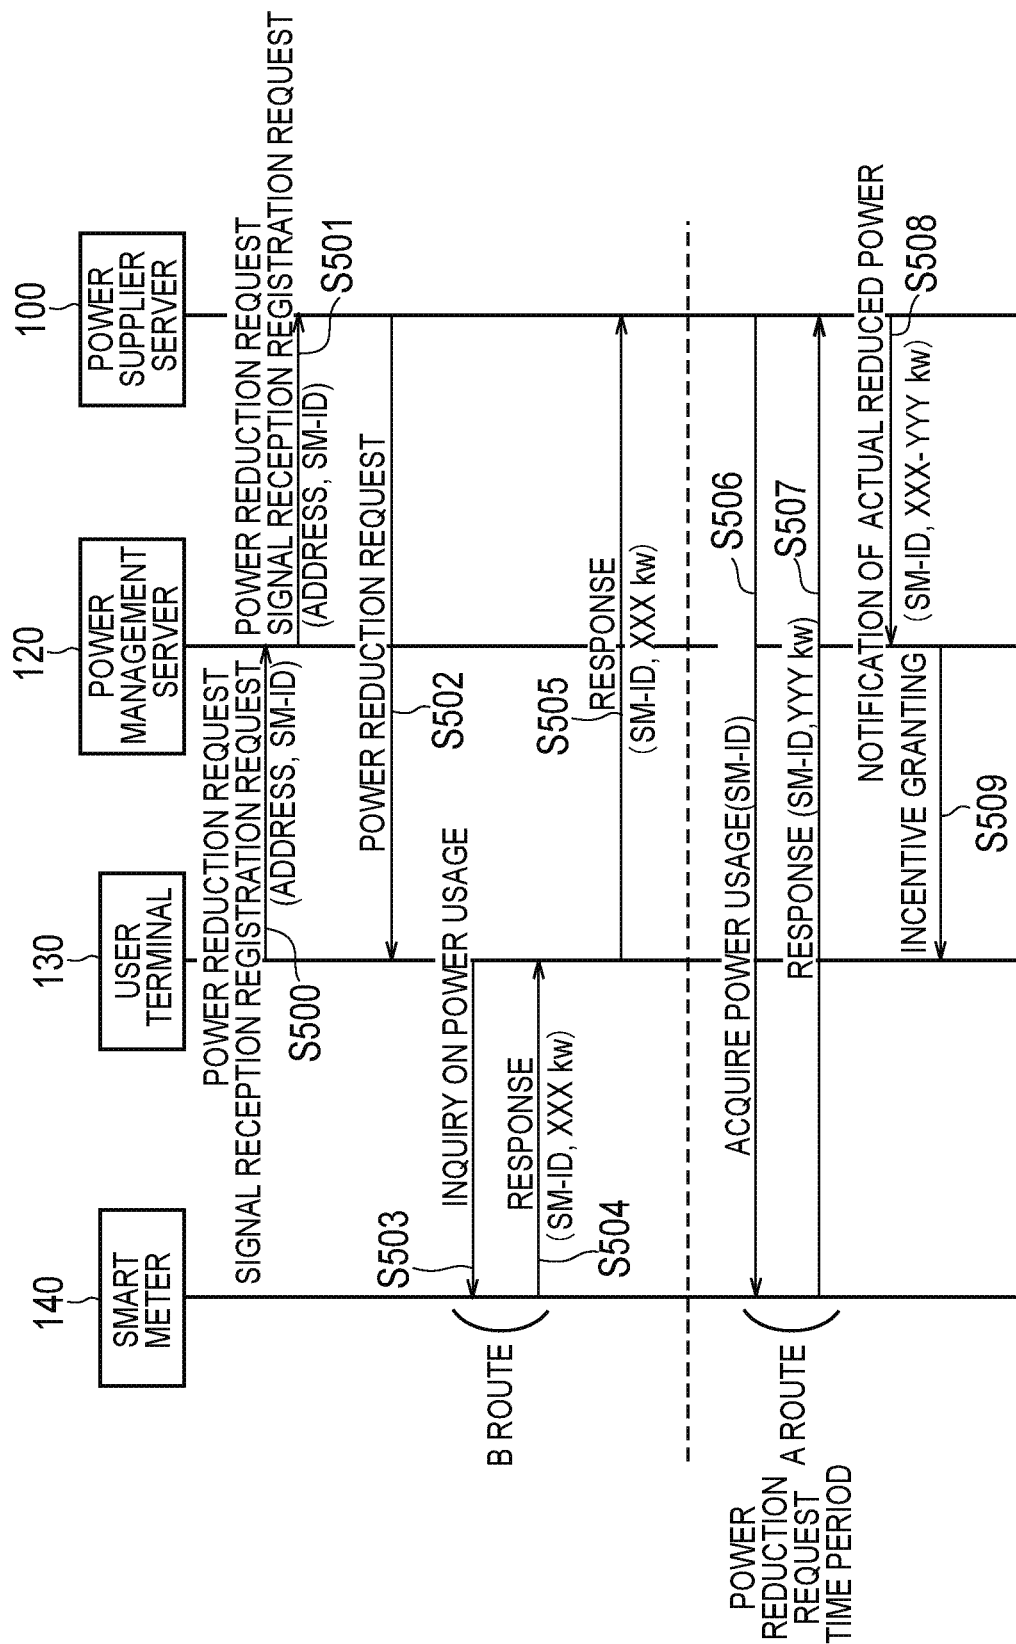 140
SMART
METER
130
USER
TERMINAL
120
POWER
MANAGEMENT
SERVER
100
POWER
SUPPLIER
SERVER
POWER REDUCTION REQUEST
SIGNAL RECEPTION REGISTRATION REQUEST
(ADDRESS, SM-ID)
S500
POWER REDUCTION REQUEST
SIGNAL RECEPTION REGISTRATION REQUEST
(ADDRESS, SM-ID)
S501
POWER REDUCTION REQUEST
S502
S503
INQUIRY ON POWER USAGE
B ROUTE
RESPONSE
(SM-ID, XXX kw)
S504
S505
RESPONSE
(SM-ID, XXX kw)
POWER
REDUCTION
REQUEST
TIME PERIOD
A ROUTE
ACQUIRE POWER USAGE(SM-ID)
S506
RESPONSE (SM-ID,YYY kw)
S507
NOTIFICATION OF ACTUAL REDUCED POWER
(SM-ID, XXX-YYY kw)
S508
INCENTIVE GRANTING
S509